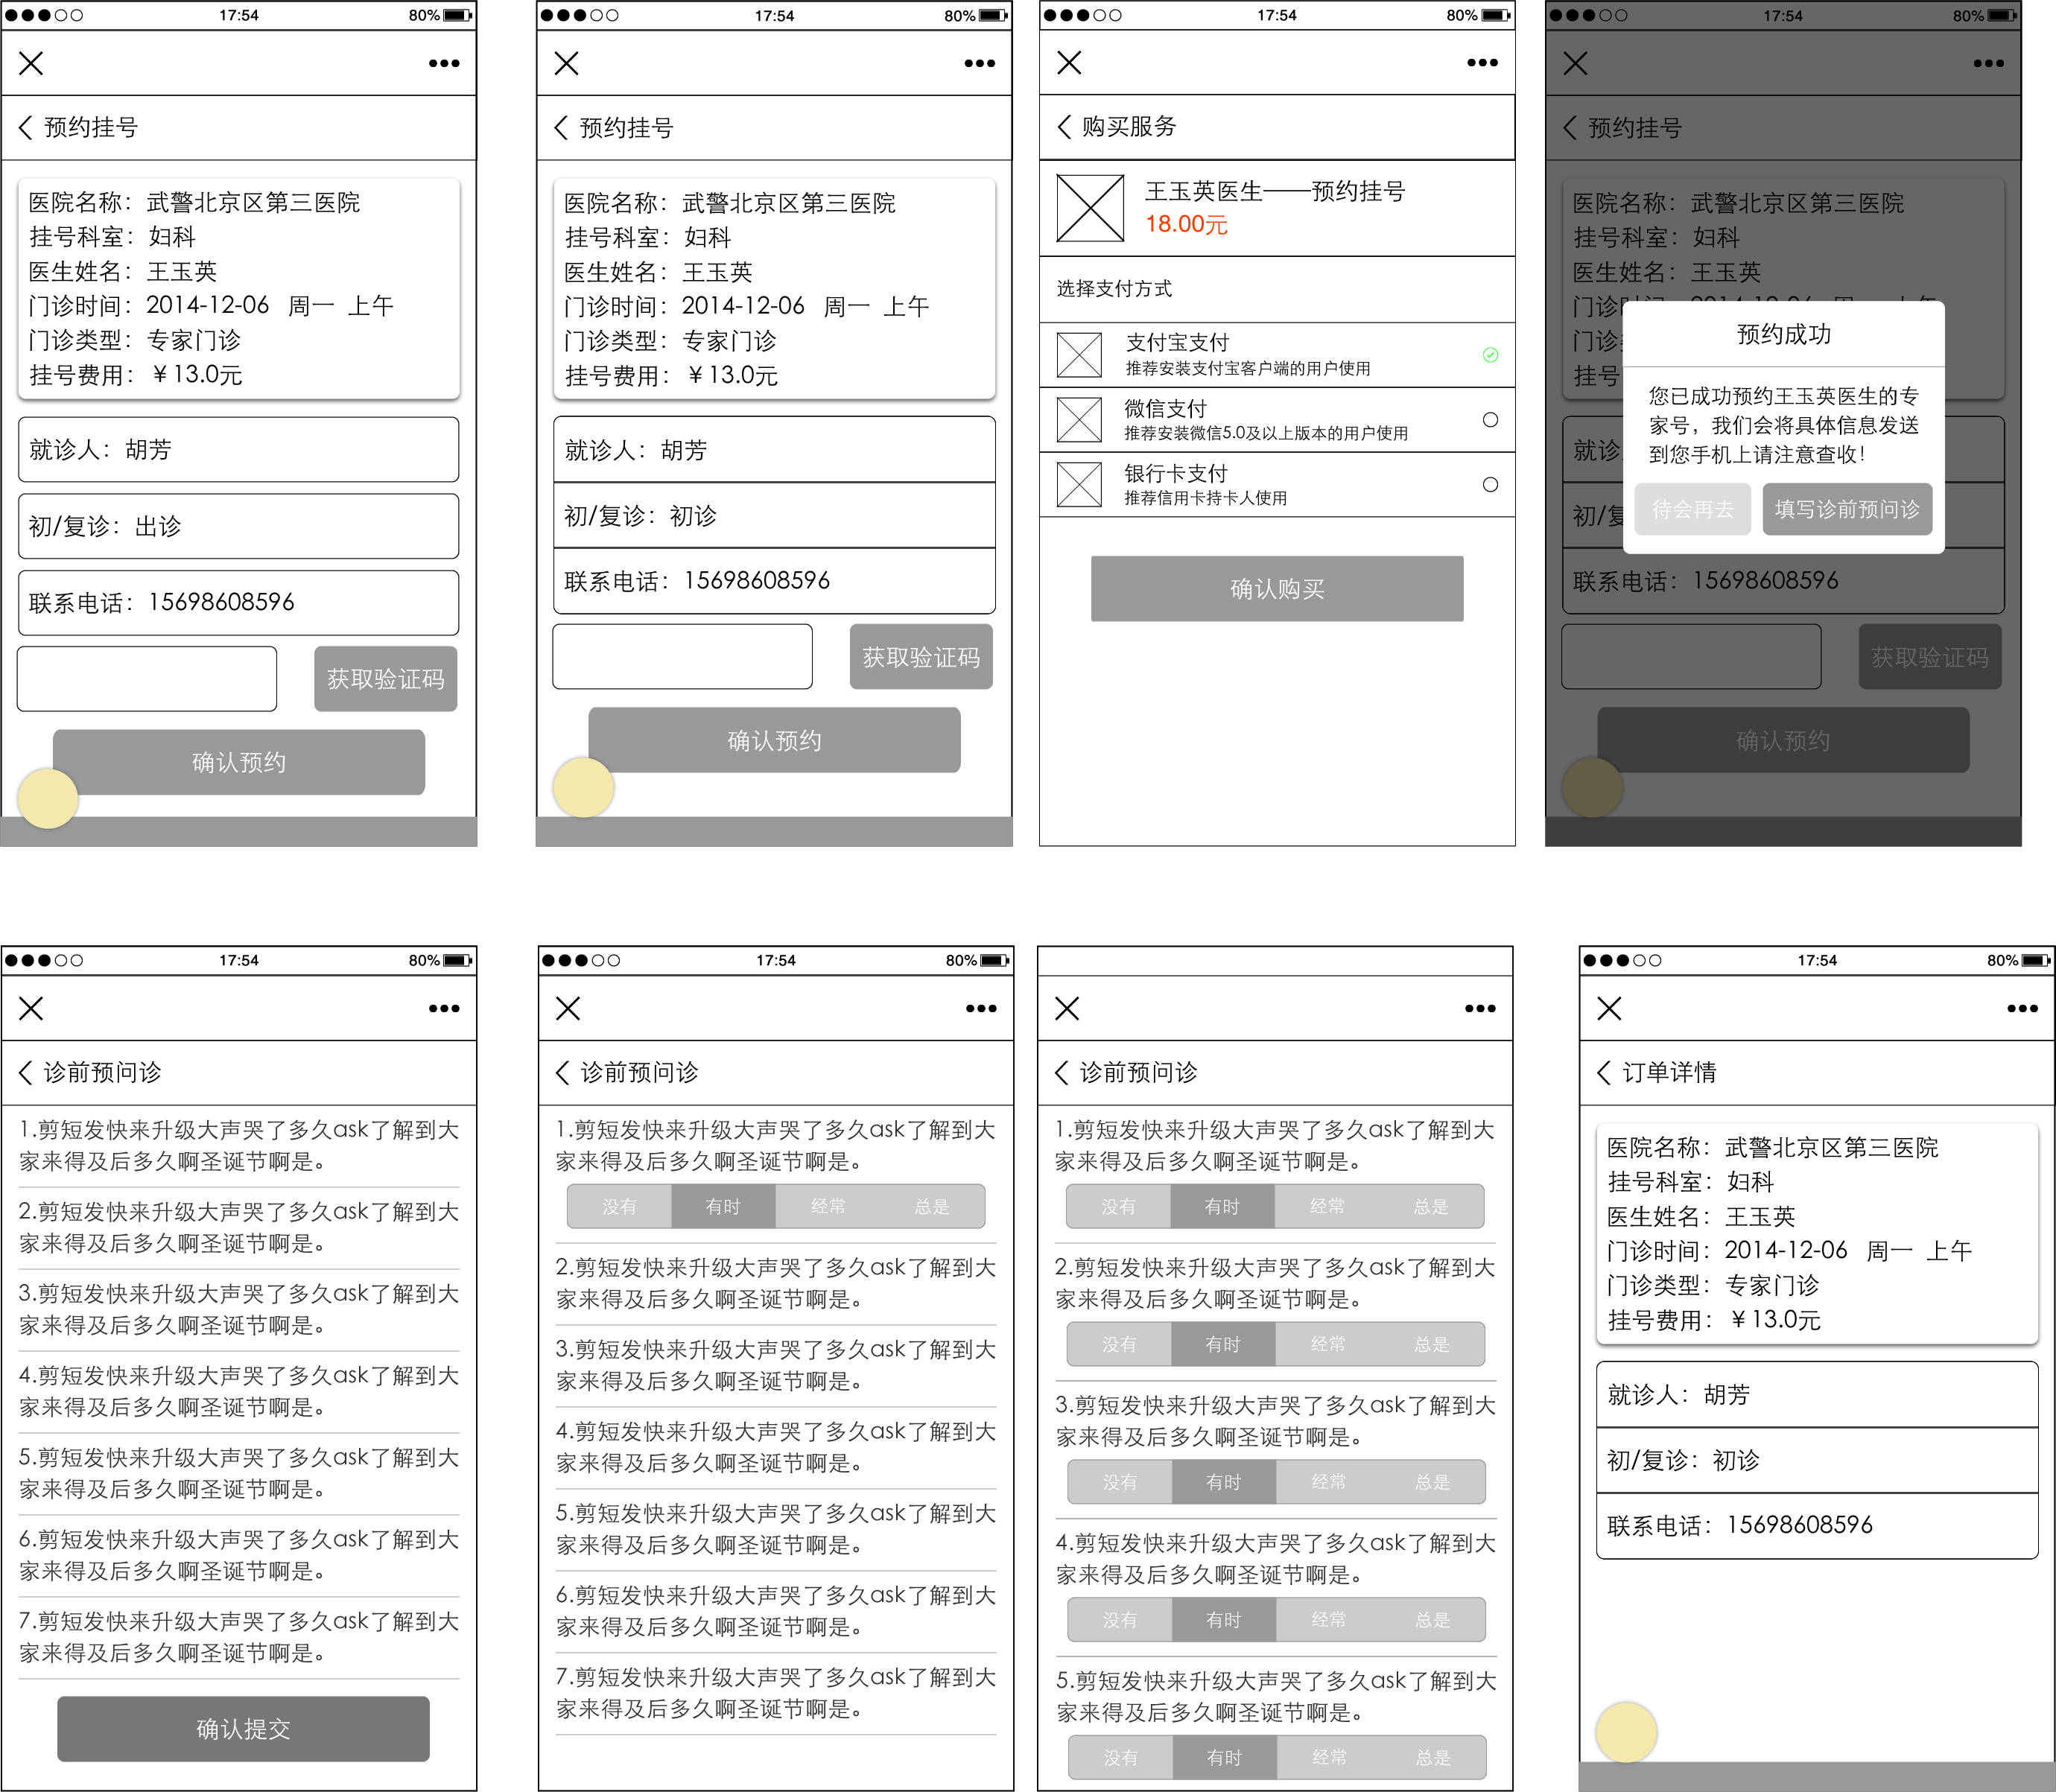 17:54
80%
预约挂号
医院名称：武警北京区第三医院
挂号科室：妇科
医生姓名：王玉英
门诊时间：2014-12-06 周一 上午
门诊类型：专家门诊
挂号费用：￥13.0元
就诊人：胡芳
初/复诊：出诊
联系电话：15698608596
获取验证码
确认预约
17:54
80%
预约挂号
医院名称：武警北京区第三医院
挂号科室：妇科
医生姓名：王玉英
门诊时间：2014-12-06 周一 上午
门诊类型：专家门诊
挂号费用：￥13.0元
就诊人：胡芳
初/复诊：初诊
联系电话：15698608596
获取验证码
确认预约
17:54
80%
购买服务
王玉英医生——预约挂号
18.00元
选择支付方式
支付宝支付
推荐安装支付宝客户端的用户使用
微信支付
推荐安装微信5.0及以上版本的用户使用
银行卡支付
推荐信用卡持卡人使用
确认购买
17:54
80%
预约挂号
医院名称：武警北京区第三医院
挂号科室：妇科
医生姓名：王玉英
门诊
挂号
预约成功
您已成功预约王玉英医生的专
家号，我们会将具体信息发送
到您手机上请注意查收！
待会再去
填写诊前预问诊
就诊
初/复
联系电话：15698608596
获取验证码
确认预约
17:54
80%
诊前预问诊
1.剪短发快来升级大声哭了多久ask了解到大
家来得及后多久啊圣诞节啊是。
2.剪短发快来升级大声哭了多久ask了解到大
家来得及后多久啊圣诞节啊是。
3.剪短发快来升级大声哭了多久ask了解到大
家来得及后多久啊圣诞节啊是。
4.剪短发快来升级大声哭了多久ask了解到大
家来得及后多久啊圣诞节啊是。
5.剪短发快来升级大声哭了多久ask了解到大
家来得及后多久啊圣诞节啊是。
6.剪短发快来升级大声哭了多久ask了解到大
家来得及后多久啊圣诞节啊是。
7.剪短发快来升级大声哭了多久ask了解到大
家来得及后多久啊圣诞节啊是。
确认提交
17:54
80%
诊前预问诊
1.剪短发快来升级大声哭了多久ask了解到大
家来得及后多久啊圣诞节啊是。
没有 有时 经常 总是
2.剪短发快来升级大声哭了多久ask了解到大
家来得及后多久啊圣诞节啊是。
3.剪短发快来升级大声哭了多久ask了解到大
家来得及后多久啊圣诞节啊是。
4.剪短发快来升级大声哭了多久ask了解到大
家来得及后多久啊圣诞节啊是。
5.剪短发快来升级大声哭了多久ask了解到大
家来得及后多久啊圣诞节啊是。
6.剪短发快来升级大声哭了多久ask了解到大
家来得及后多久啊圣诞节啊是。
7.剪短发快来升级大声哭了多久ask了解到大
家来得及后多久啊圣诞节啊是。
诊前预问诊
1.剪短发快来升级大声哭了多久ask了解到大
家来得及后多久啊圣诞节啊是。
没有 有时 经常 总是
2.剪短发快来升级大声哭了多久ask了解到大
家来得及后多久啊圣诞节啊是。
没有 有时 经常 总是
3.剪短发快来升级大声哭了多久ask了解到大
家来得及后多久啊圣诞节啊是。
没有 有时 经常 总是
4.剪短发快来升级大声哭了多久ask了解到大
家来得及后多久啊圣诞节啊是。
没有 有时 经常 总是
5.剪短发快来升级大声哭了多久ask了解到大
家来得及后多久啊圣诞节啊是。
没有 有时 经常 总是
17:54
80%
订单详情
医院名称：武警北京区第三医院
挂号科室：妇科
医生姓名：王玉英
门诊时间：2014-12-06 周一 上午
门诊类型：专家门诊
挂号费用：￥13.0元
就诊人：胡芳
初/复诊：初诊
联系电话：15698608596